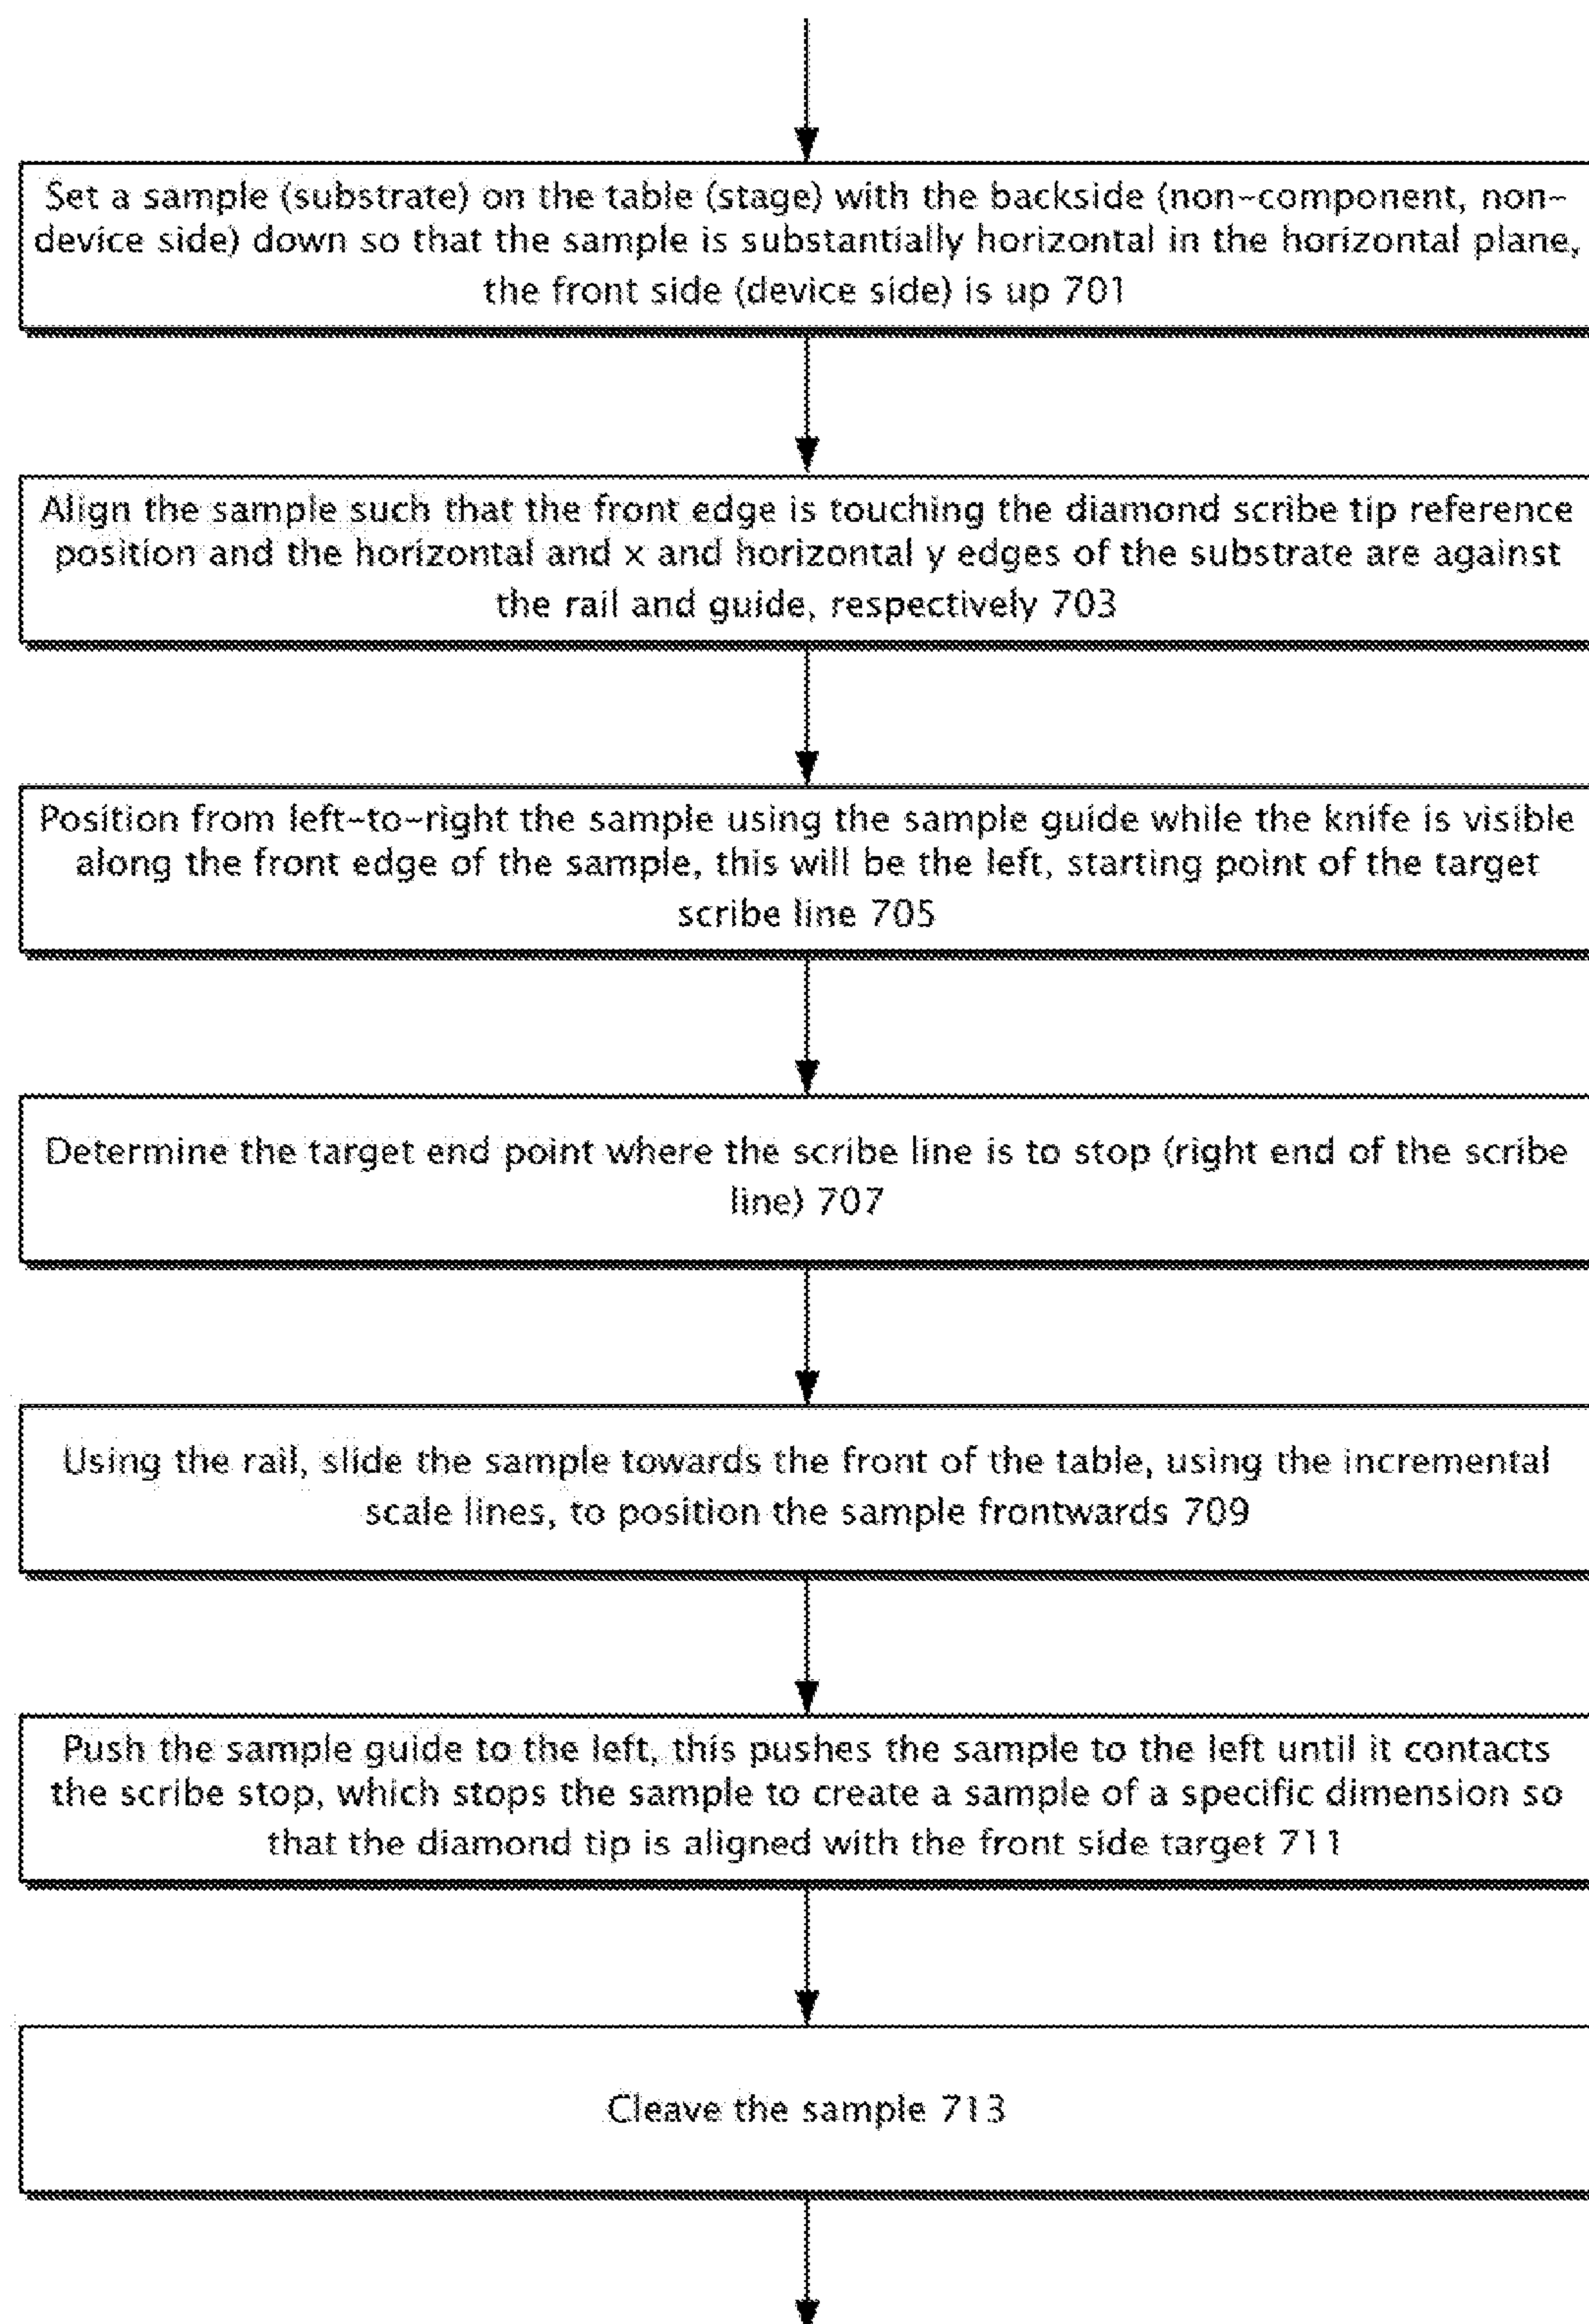 Set a sample (substrate) on the table (stage) with the backside (non-component, non-
device side) down so that the sample is substantially horizontal in the horizontal plane,
the front side (device side) is up 701
Align the sample such that the front edge is touching the diamond scribe tip reference
position and the horizontal and x and horizontal y edges of the substrate are against
the rail and guide, respectively 703
Position from left-to-right the sample using the sample guide while the knife is visible
along the front edge of the sample, this will be the left, starting point of the target
scribe line 705
Determine the target end point where the scribe line is to stop (right end of the scribe
line) 707
Using the rail, slide the sample towards the front of the table, using the incremental
scale lines, to position the sample frontwards 709
Push the sample guide to the left, this pushes the sample to the left until it contacts
the scribe stop, which stops the sample to create a sample of a specific dimension so
that the diamond tip is aligned with the front side target 711
Cleave the sample 713